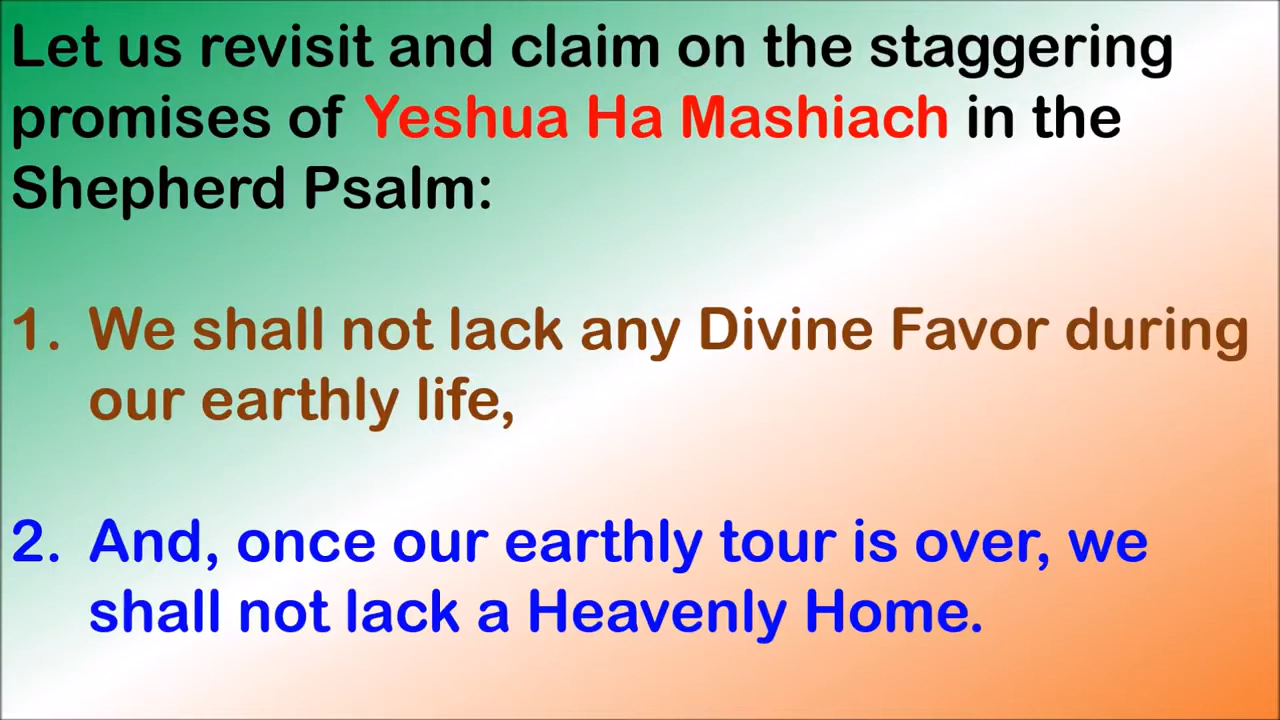 Let us revisit and claim on the staggering
promises of Yeshua Ha Mashiach in the
Shepherd Psalm:
1. We shall not lack any Divine Favor during
our earthly life,
2. And, once our earthly tour is over, we
shall not lack a Heavenly Home.